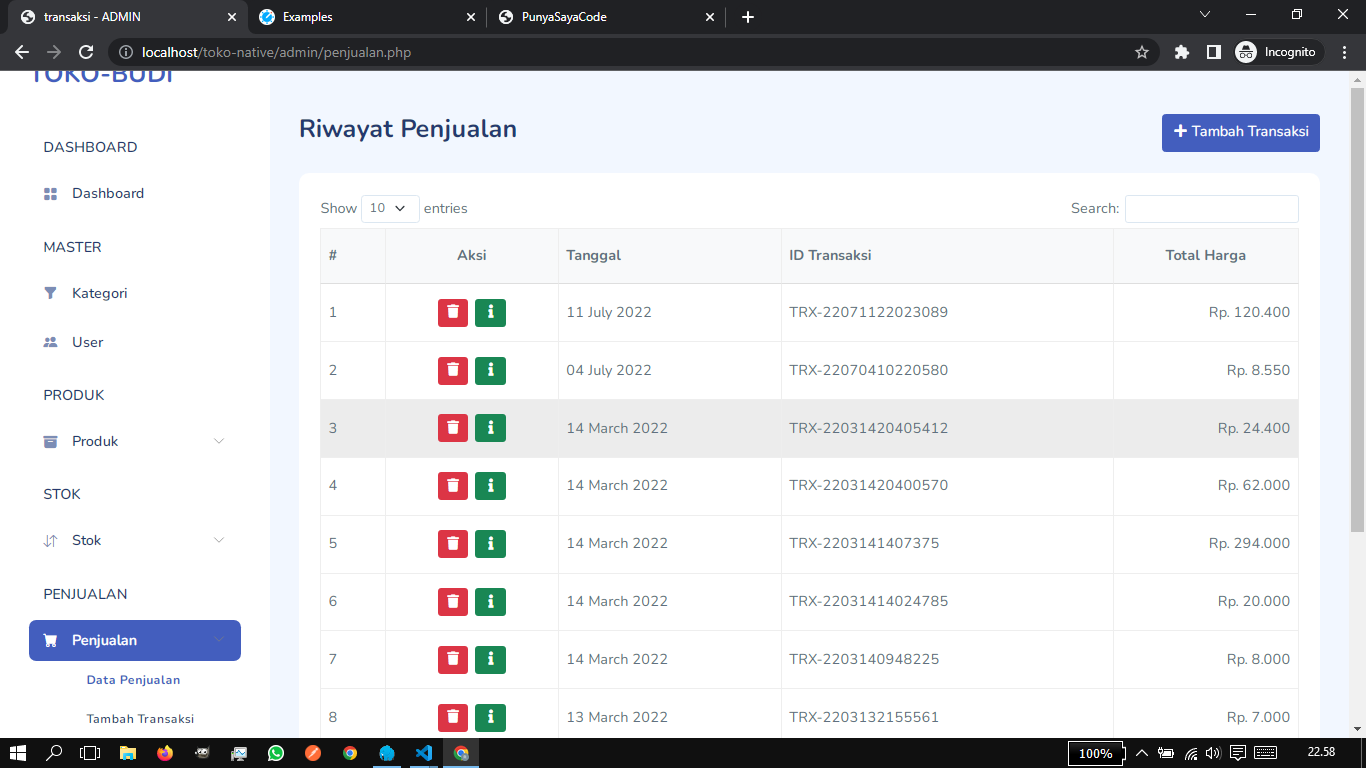 transaksi - ADMIN
Examples
PunyaSayaCode
localhost/toko-native/admin/penjualan.php
Incognito
TOKO-BUDI
DASHBOARD
Dashboard
MASTER
Kategori
User
PRODUK
Produk
STOK
Stok
PENJUALAN
Penjualan
Data Penjualan
Tambah Transaksi
Riwayat Penjualan
Tambah Transaksi
Show 10 entries
Search:
# Aksi Tanggal ID Transaksi Total Harga
1 11 July 2022 TRX-22071122023089 Rp. 120.400
2 04 July 2022 TRX-22070410220580 Rp. 8.550
3 14 March 2022 TRX-22031420405412 Rp. 24.400
4 14 March 2022 TRX-22031420400570 Rp. 62.000
5 14 March 2022 TRX-2203141407375 Rp. 294.000
6 14 March 2022 TRX-22031414024785 Rp. 20.000
7 14 March 2022 TRX-2203140948225 Rp. 8.000
8 13 March 2022 TRX-2203132155561 Rp. 7.000
100%
22.58